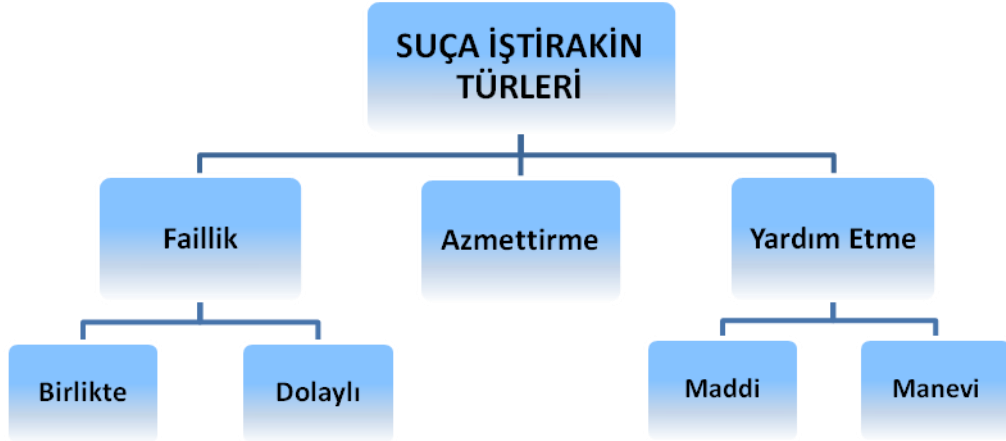 SUÇA İŞTİRAKİN
TÜRLERİ
Faillik
Azmettirme
Yardım Etme
Birlikte
Dolaylı
Maddi
Manevi